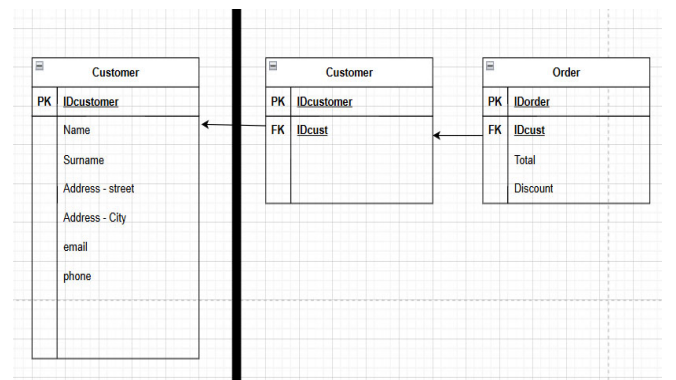 Customer
PK IDcustomer
Name
Surname
Address - street
Address - City
email
phone
Customer
PK IDcustomer
FK IDcust
Order
PK IDorder
FK IDcust
Total
Discount